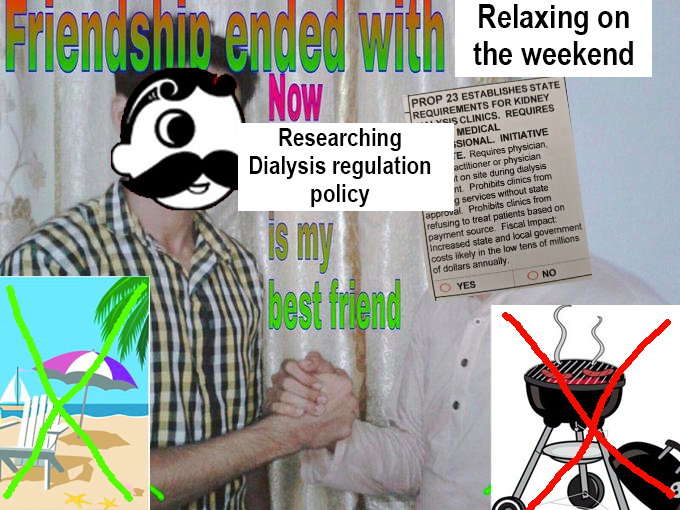 Friendship ended with
Relaxing on
the weekend
Now
Researching
Dialysis regulation
policy
is my
best friend
PROP 23 ESTABLISHES STATE
REQUIREMENTS FOR KIDNEY
CLINICS. REQUIRES
MEDICAL
INITIATIVE
Requires physician,
or physician
on site during dialysis
Prohibits clinics from
services without state
approval. Prohibits clinics from
refusing to treat patients based on
payment source. Fiscal Impact:
Increased state and local government
costs likely in the low tens of millions
of dollars annually.
YES
NO